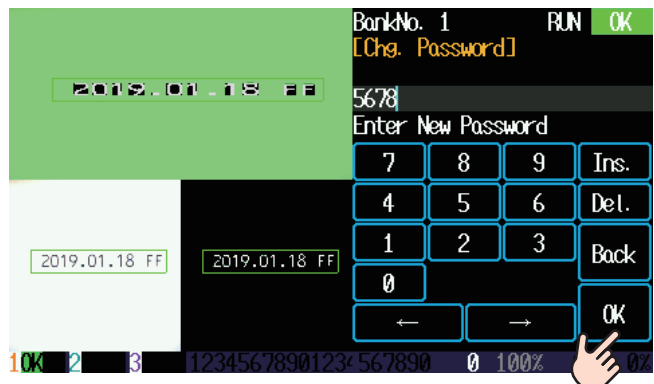 BankNo. 1 RUN OK
[Chg. Password]
5678
Enter New Password
7 8 9 Ins.
4 5 6 Del.
1 2 3 Back
0
← → OK
2019.01.18 FF
2019.01.18 FF
2019.01.18 FF
1OK 2 3 1234567890123 567890 0 100% 0%